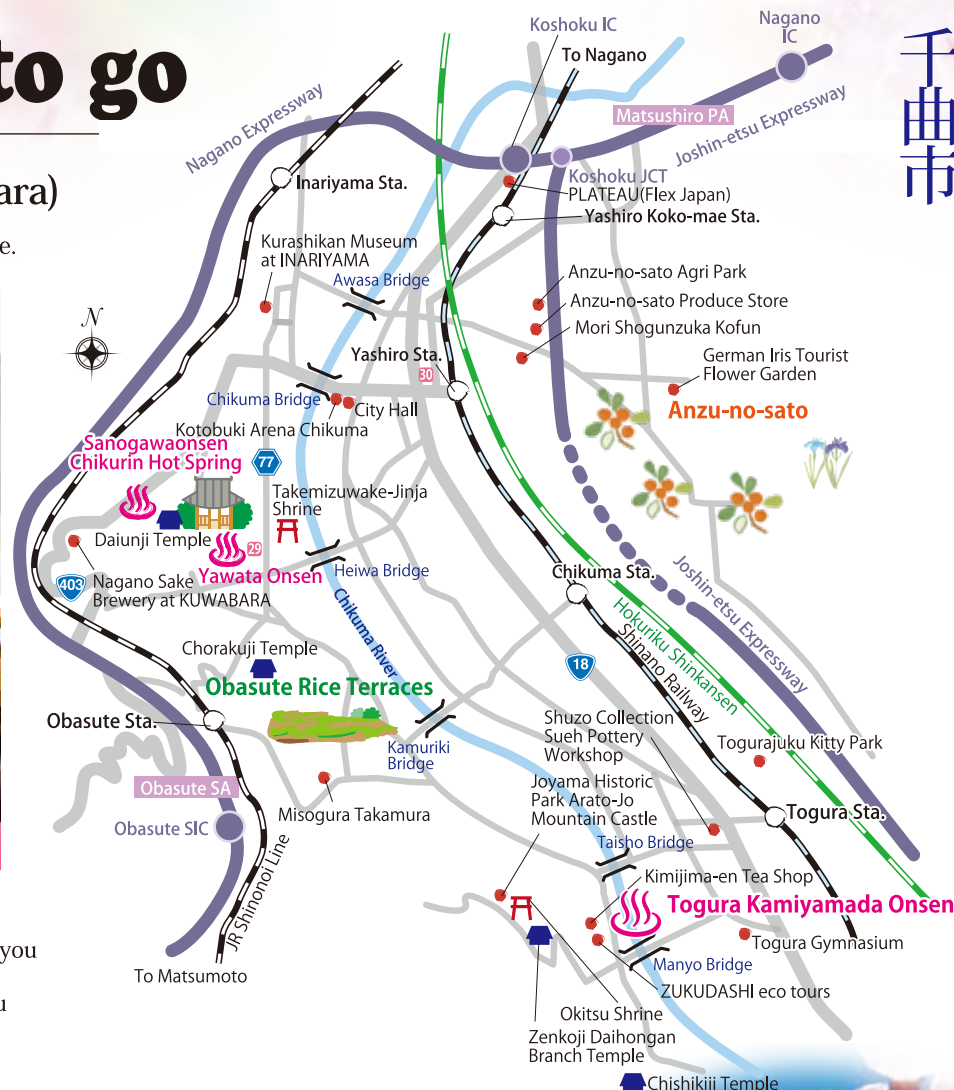 to go
ara)
e.
you
u
千
曲
市
Koshoku IC
Nagano
IC
To Nagano
Nagano Expressway
Matsushiro PA
Joshin-etsu Expressway
Koshoku JCT
PLATEAU(Flex Japan)
Inariyama Sta.
Yashiro Koko-mae Sta.
Kurashikan Museum
at INARIYAMA
Awasa Bridge
Anzu-no-sato Agri Park
Anzu-no-sato Produce Store
Mori Shogunzuka Kofun
N
Yashiro Sta.
30
German Iris Tourist
Flower Garden
Chikuma Bridge
City Hall
Anzu-no-sato
Kotobuki Arena Chikuma
Sanogawaonsen
Chikurin Hot Spring
77
Takemizuwake-Jinja
Shrine
Daiunji Temple
29
Yawata Onsen
Heiwa Bridge
403
Nagano Sake
Brewery at KUWABARA
Chikuma Sta.
Joshin-etsu Expressway
Chikuma River
Hokuriku Shinkansen
Shinano Railway
Chorakuji Temple
18
Obasute Rice Terraces
Obasute Sta.
Kamuriki
Bridge
Shuzo Collection
Sueh Pottery
Workshop
Togurajuku Kitty Park
Obasute SA
Misogura Takamura
Joyama Historic
Park Arato-Jo
Mountain Castle
Togura Sta.
Obasute SIC
Taisho Bridge
JR Shinonoi Line
Kimijima-en Tea Shop
Togura Kamiyamada Onsen
Togura Gymnasium
To Matsumoto
Manyo Bridge
ZUKUDASHI eco tours
Okitsu Shrine
Zenkoji Daihongan
Branch Temple
Chishikiji Temple